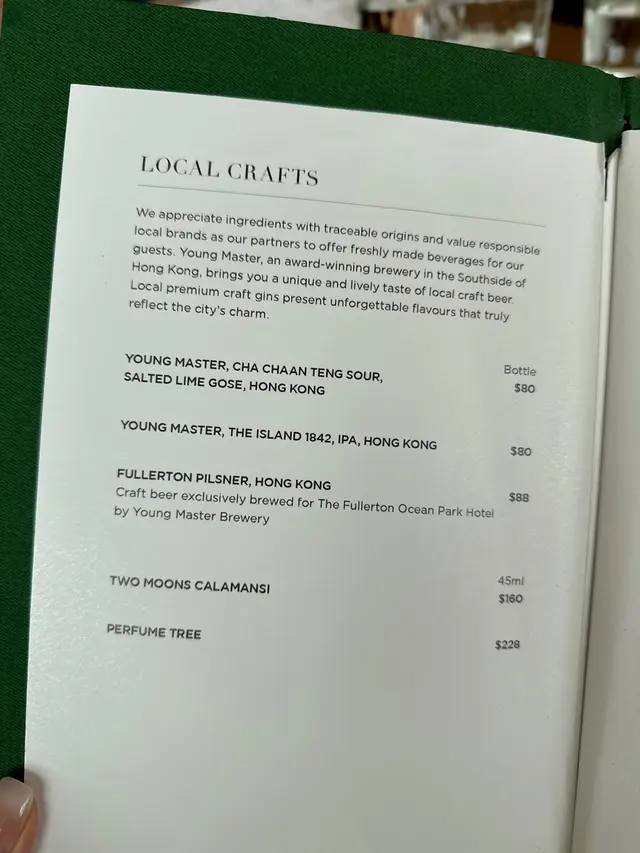 LOCAL CRAFTS
We appreciate ingredients with traceable origins and value responsible
local brands as our partners to offer freshly made beverages for our
guests. Young Master, an award-winning brewery in the Southside of
Hong Kong, brings you a unique and lively taste of local craft beer.
Local premium craft gins present unforgettable flavours that truly
reflect the city's charm.
Bottle
YOUNG MASTER, CHA CHAAN TENG SOUR,
SALTED LIME GOSE, HONG KONG $80
YOUNG MASTER, THE ISLAND 1842, IPA, HONG KONG $80
FULLERTON PILSNER, HONG KONG $88
Craft beer exclusively brewed for The Fullerton Ocean Park Hotel
by Young Master Brewery
45ml
TWO MOONS CALAMANSI $160
PERFUME TREE $228